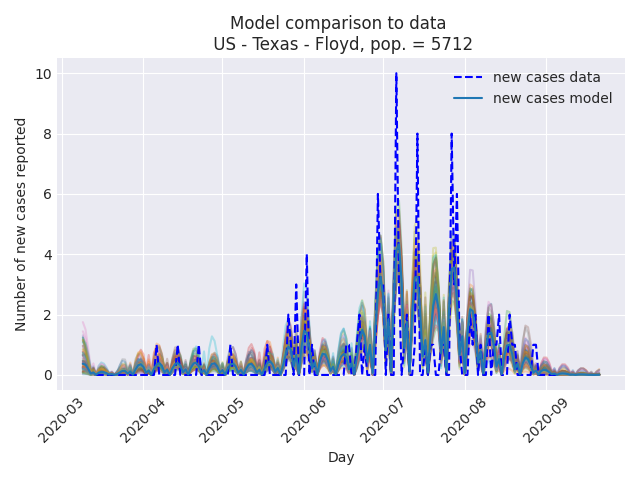 Model comparison to data
US - Texas - Floyd, pop. = 5712
new cases data
new cases model
Number of new cases reported
10
8
6
4
2
0
2020-03
2020-04
2020-05
2020-06
2020-07
2020-08
2020-09
Day